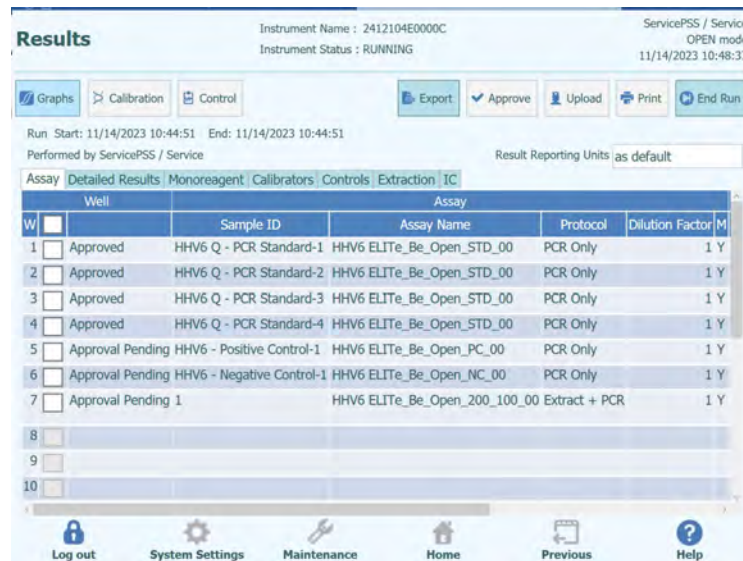 Results
Instrument Name : 2412104E0000C
Instrument Status : RUNNING
ServicePSS / Service
OPEN mode
11/14/2023 10:48:3
Graphs Calibration Control Export Approve Upload Print End Run
Run Start: 11/14/2023 10:44:51 End: 11/14/2023 10:44:51
Performed by ServicePSS / Service Result Reporting Units as default
Assay Detailed Results Monoreagent Calibrators Controls Extraction IC
Well Assay
W Sample ID Assay Name Protocol Dilution Factor M
1 Approved HHV6 Q - PCR Standard-1 HHV6 ELITe_Be_Open_STD_00 PCR Only 1 Y
2 Approved HHV6 Q - PCR Standard-2 HHV6 ELITe_Be_Open_STD_00 PCR Only 1 Y
3 Approved HHV6 Q - PCR Standard-3 HHV6 ELITe_Be_Open_STD_00 PCR Only 1 Y
4 Approved HHV6 Q - PCR Standard-4 HHV6 ELITe_Be_Open_STD_00 PCR Only 1 Y
5 Approval Pending HHV6 - Positive Control-1 HHV6 ELITe_Be_Open_PC_00 PCR Only 1 Y
6 Approval Pending HHV6 - Negative Control-1 HHV6 ELITe_Be_Open_NC_00 PCR Only 1 Y
7 Approval Pending 1 HHV6 ELITe_Be_Open_200_100_00 Extract + PCR 1 Y
8
9
10
Log out System Settings Maintenance Home Previous Help